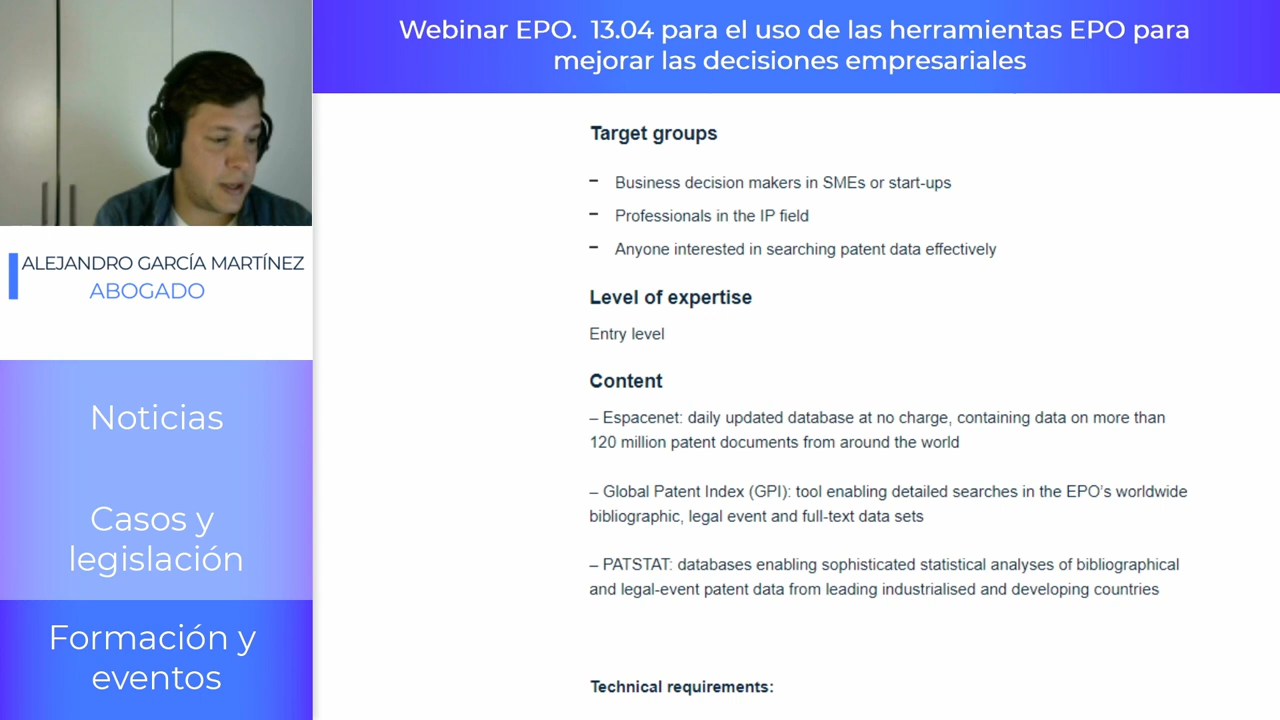 Webinar EPO. 13.04 para el uso de las herramientas EPO para
mejorar las decisiones empresariales
ALEJANDRO GARCÍA MARTÍNEZ
ABOGADO
Noticias
Casos y
legislación
Formación y
eventos
Target groups
– Business decision makers in SMEs or start-ups
– Professionals in the IP field
– Anyone interested in searching patent data effectively
Level of expertise
Entry level
Content
– Espacenet: daily updated database at no charge, containing data on more than
120 million patent documents from around the world
– Global Patent Index (GPI): tool enabling detailed searches in the EPO’s worldwide
bibliographic, legal event and full-text data sets
– PATSTAT: databases enabling sophisticated statistical analyses of bibliographical
and legal-event patent data from leading industrialised and developing countries
Technical requirements: